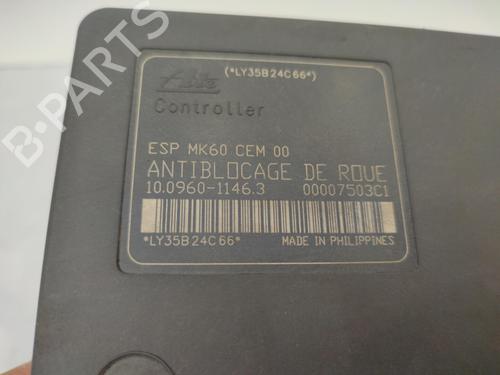 B-PARTS
(*LY35B24C66*)
Ate
Controller
ESP MK60 CEM 00
ANTIBLOCAGE DE ROUE
10.0960-1146.3 00007503C1
*LY35B24C66* MADE IN PHILIPPINES